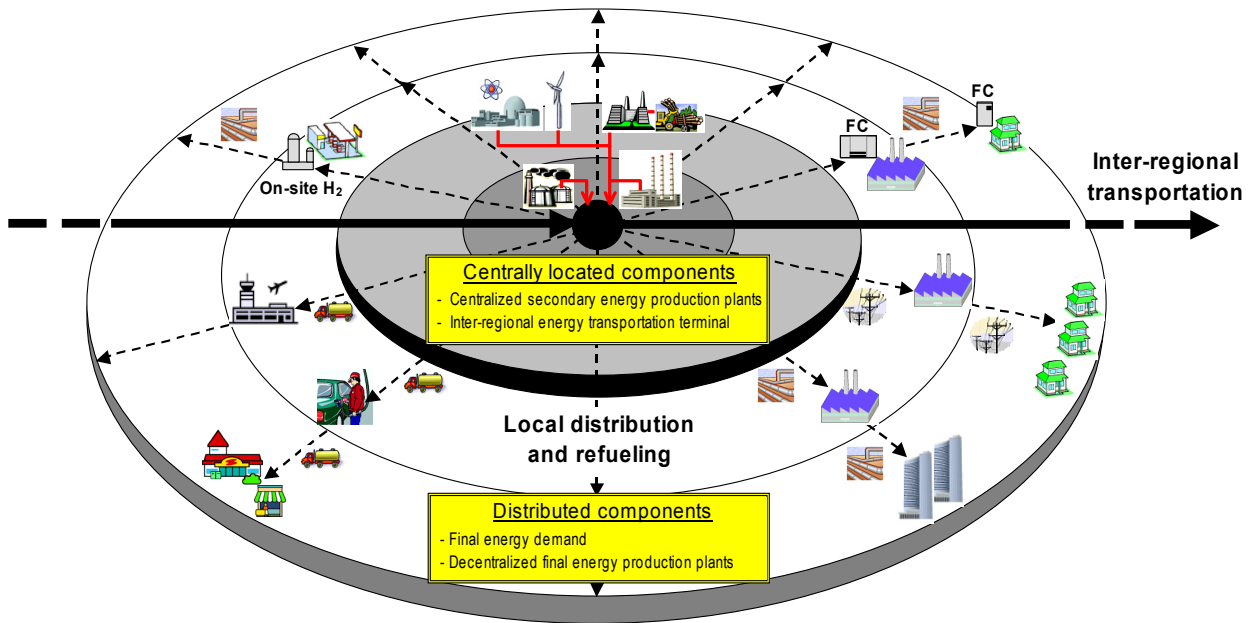 FC
FC
On-site H₂
Inter-regional
transportation
Centrally located components
- Centralized secondary energy production plants
- Inter-regional energy transportation terminal
Local distribution
and refueling
Distributed components
- Final energy demand
- Decentralized final energy production plants